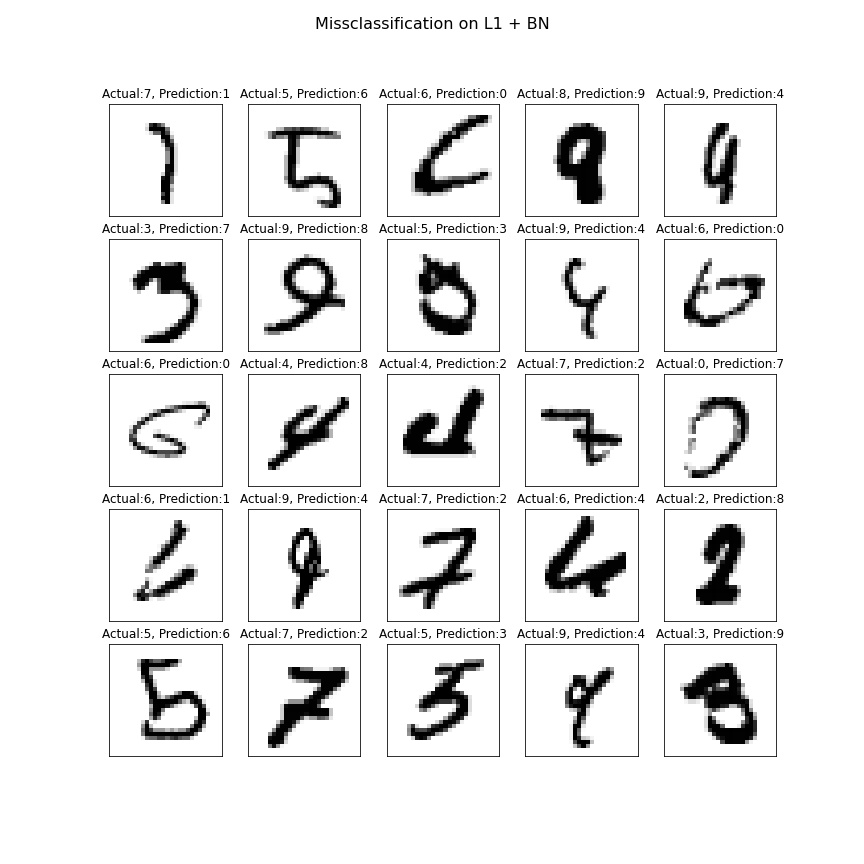 Missclassification on L1 + BN
Actual:7, Prediction:1 Actual:5, Prediction:6 Actual:6, Prediction:0 Actual:8, Prediction:9 Actual:9, Prediction:4
Actual:3, Prediction:7 Actual:9, Prediction:8 Actual:5, Prediction:3 Actual:9, Prediction:4 Actual:6, Prediction:0
Actual:6, Prediction:0 Actual:4, Prediction:8 Actual:4, Prediction:2 Actual:7, Prediction:2 Actual:0, Prediction:7
Actual:6, Prediction:1 Actual:9, Prediction:4 Actual:7, Prediction:2 Actual:6, Prediction:4 Actual:2, Prediction:8
Actual:5, Prediction:6 Actual:7, Prediction:2 Actual:5, Prediction:3 Actual:9, Prediction:4 Actual:3, Prediction:9